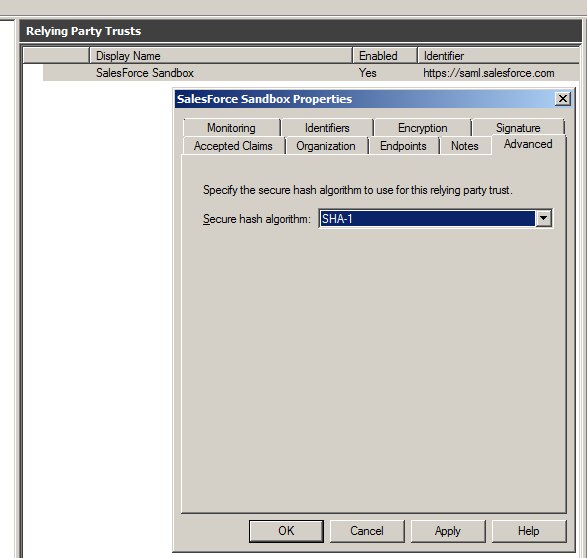 Relying Party Trusts
Display Name Enabled Identifier
SalesForce Sandbox Yes https://saml.salesforce.com
SalesForce Sandbox Properties
Monitoring Identifiers Encryption Signature
Accepted Claims Organization Endpoints Notes Advanced
Specify the secure hash algorithm to use for this relying party trust.
Secure hash algorithm: SHA-1
OK Cancel Apply Help